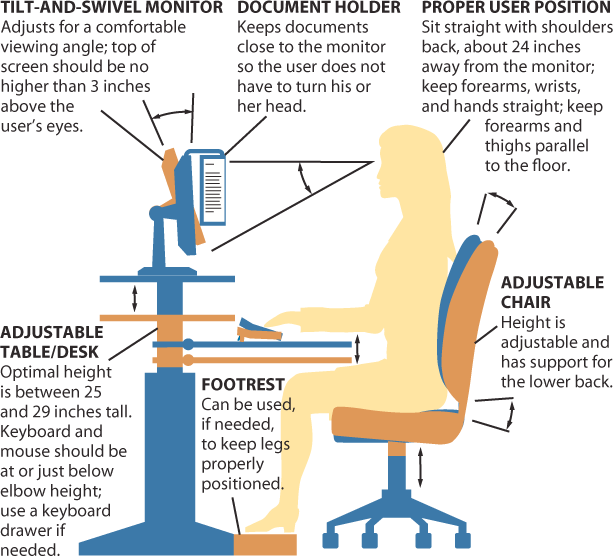 TILT-AND-SWIVEL MONITOR
Adjusts for a comfortable
viewing angle; top of
screen should be no
higher than 3 inches
above the
user's eyes.
DOCUMENT HOLDER
Keeps documents
close to the monitor
so the user does not
have to turn his or
her head.
PROPER USER POSITION
Sit straight with shoulders
back, about 24 inches
away from the monitor;
keep forearms, wrists,
and hands straight; keep
forearms and
thighs parallel
to the floor.
ADJUSTABLE
CHAIR
Height is
adjustable and
has support for
the lower back.
ADJUSTABLE
TABLE/DESK
Optimal height
is between 25
and 29 inches tall.
Keyboard and
mouse should be
at or just below
elbow height;
use a keyboard
drawer if
needed.
FOOTREST
Can be used,
if needed,
to keep legs
properly
positioned.